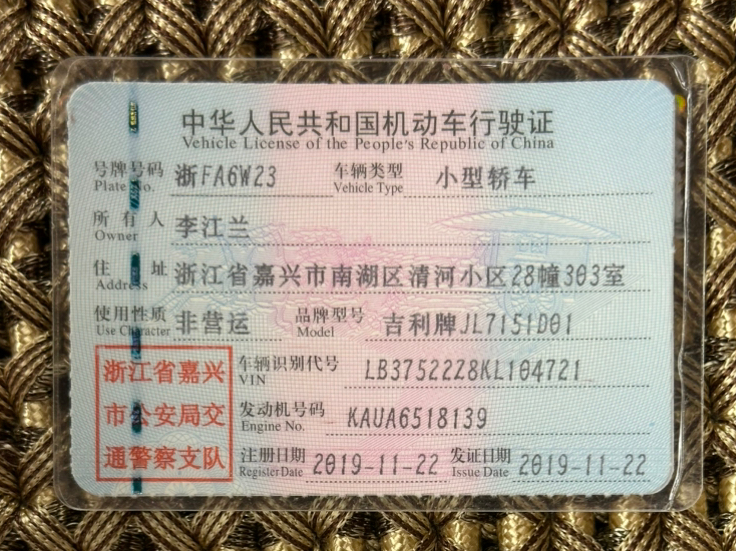 中华人民共和国机动车行驶证
Vehicle License of the People's Republic of China
号牌号码 浙FA6W23 车辆类型 小型轿车
Plate No. Vehicle Type
所有人 李江兰
Owner
住址 浙江省嘉兴市南湖区清河小区28幢303室
Address
使用性质 非营运 品牌型号 吉利牌JL7151D01
Use Character Model
浙江省嘉兴 车辆识别代号 LB37522Z8KL104721
VIN
市公安局交 发动机号码 KAUA6518139
Engine No.
通警察支队 注册日期 2019-11-22 发证日期 2019-11-22
Register Date Issue Date